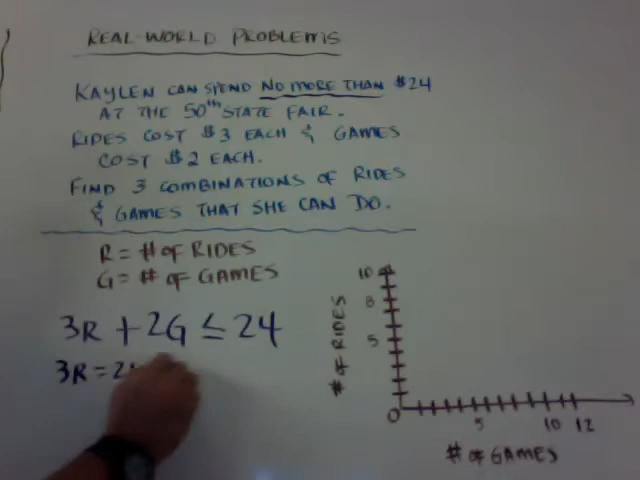 REAL-WORLD PROBLEMS
KAYLEN CAN SPEND NO MORE THAN $24
AT THE 50th STATE FAIR.
RIDES COST $3 EACH & GAMES
COST $2 EACH.
FIND 3 COMBINATIONS OF RIDES
& GAMES THAT SHE CAN DO.
R = # OF RIDES
G = # OF GAMES
3R + 2G ≤ 24
3R = 2
# OF RIDES
10
8
5
0
5
10
12
# OF GAMES